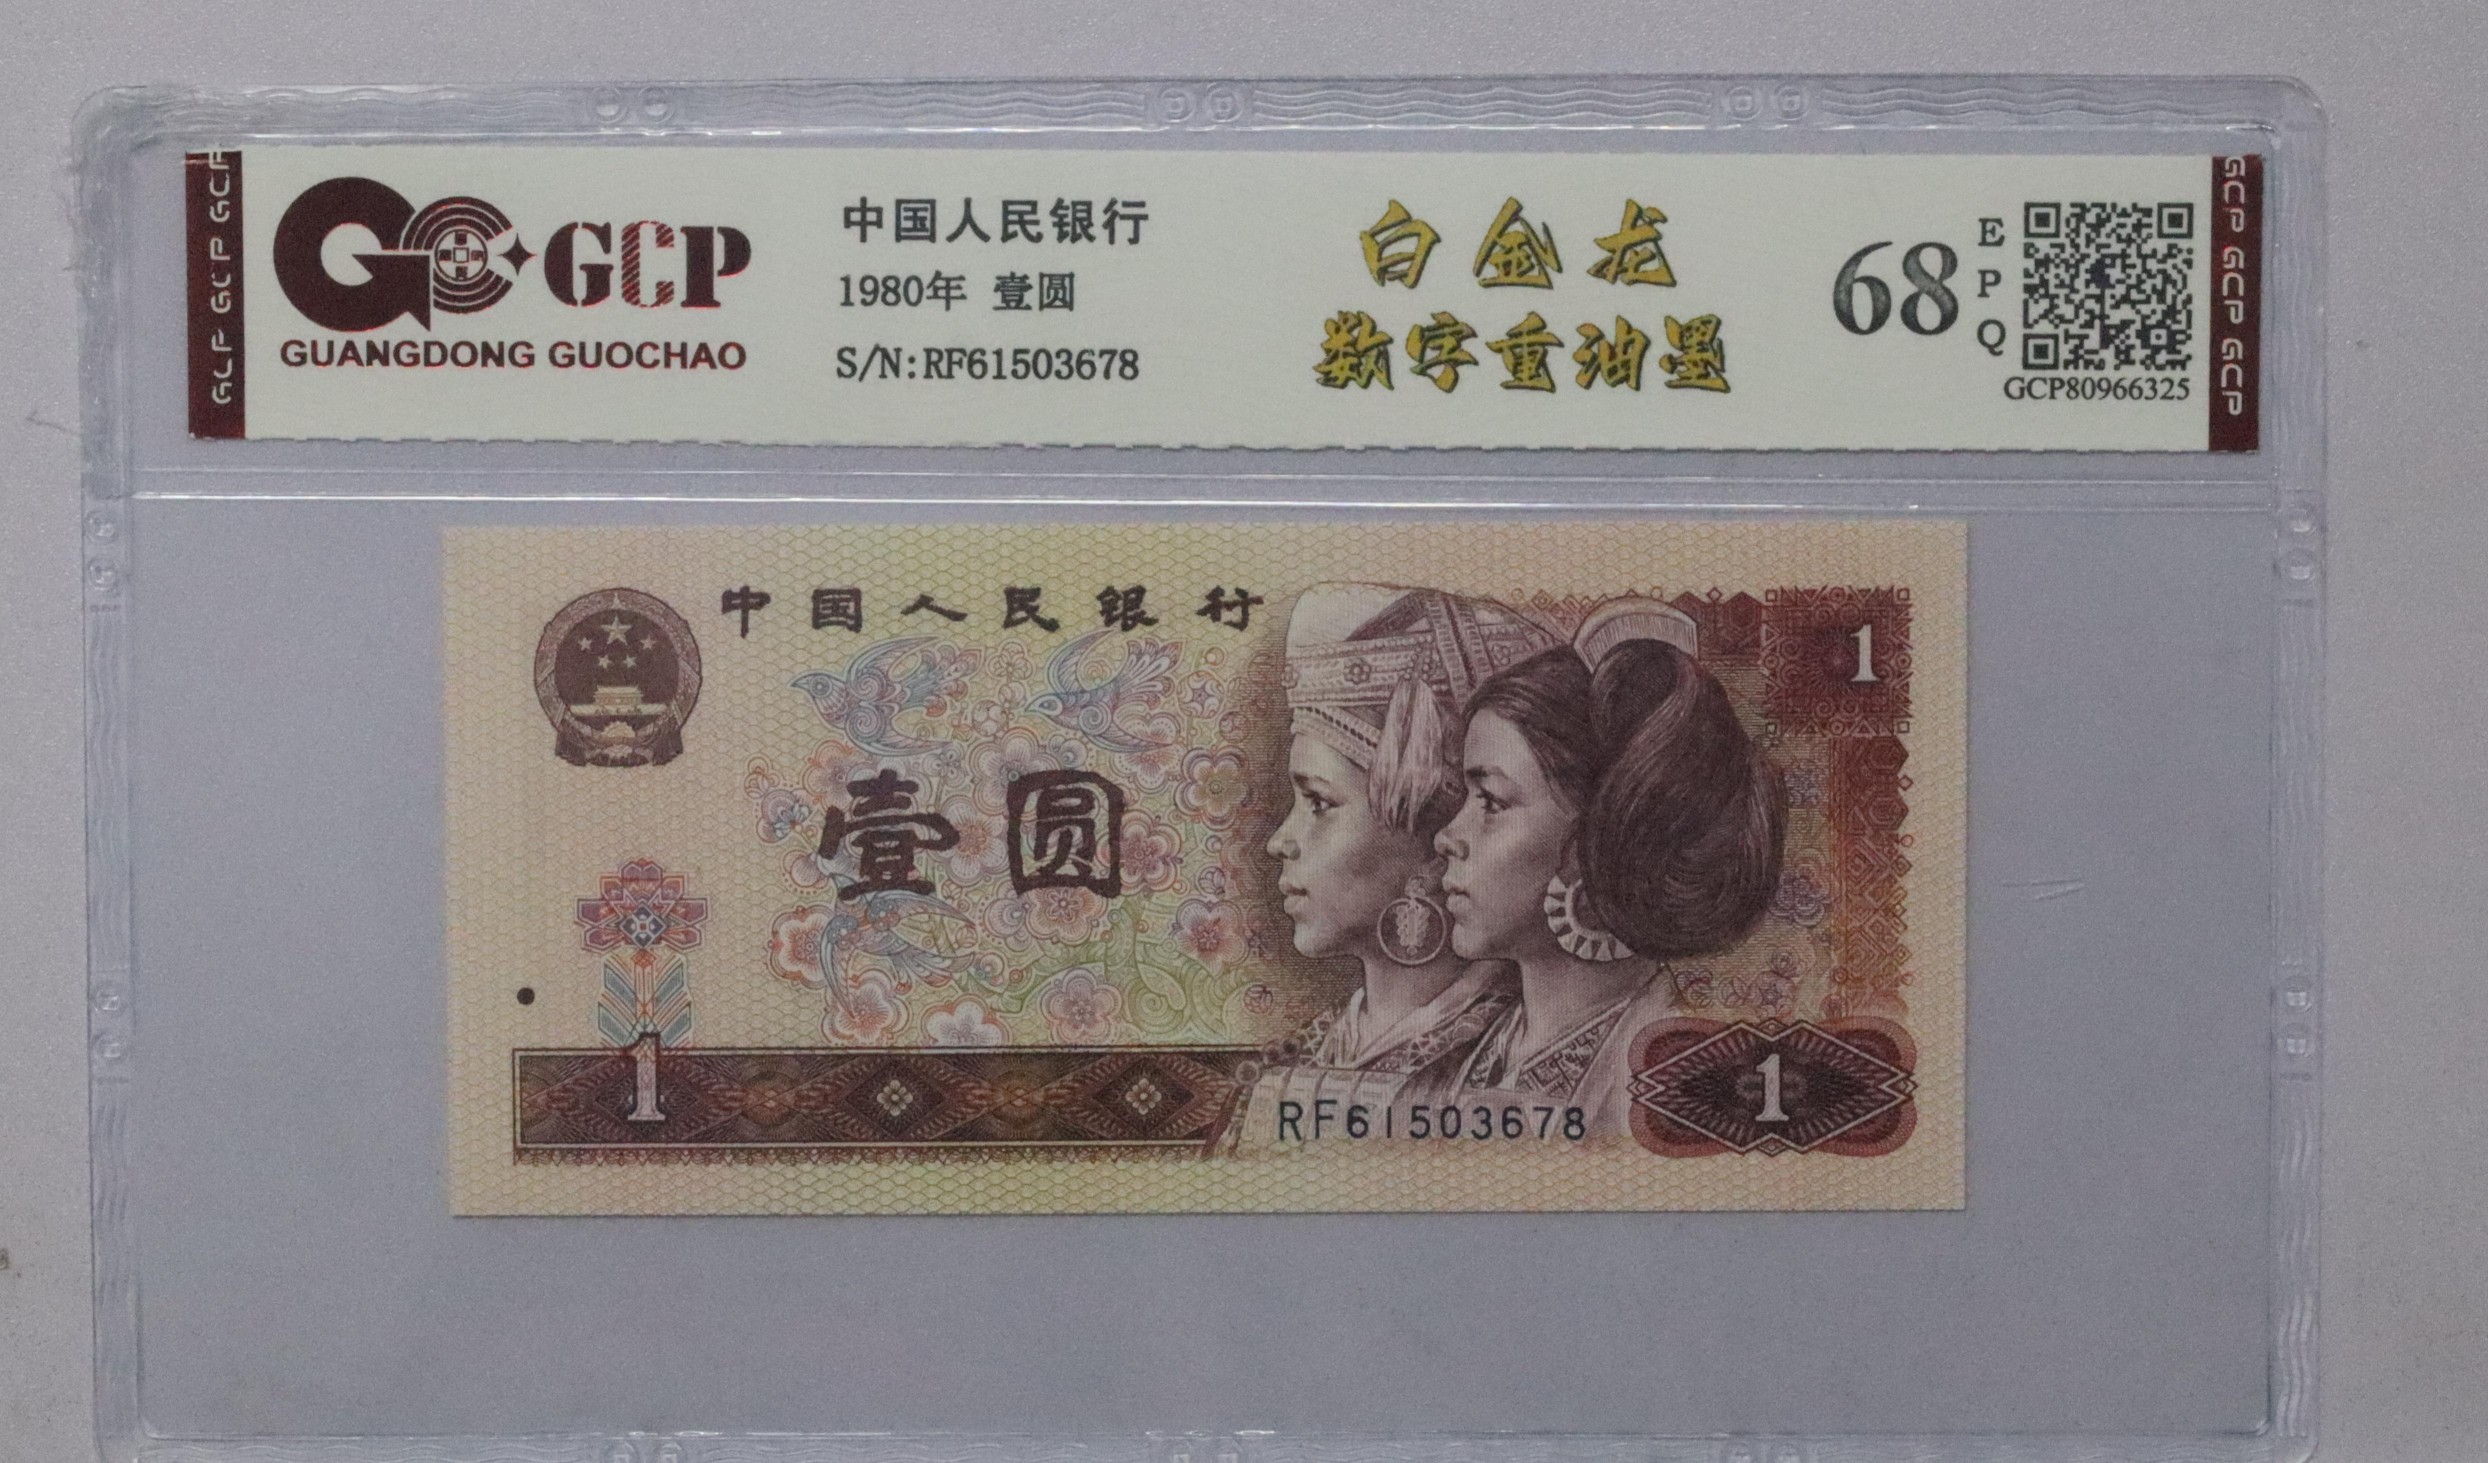 GCP
GUANGDONG GUOCHAO
中国人民银行
1980年 壹圆
S/N:RF61503678
白金龙
数字重油墨
68
EPQ
GCP80966325
GCP GCP GCP
GCP GCP GCP
中国人民银行
1
壹圆
1
RF61503678
1